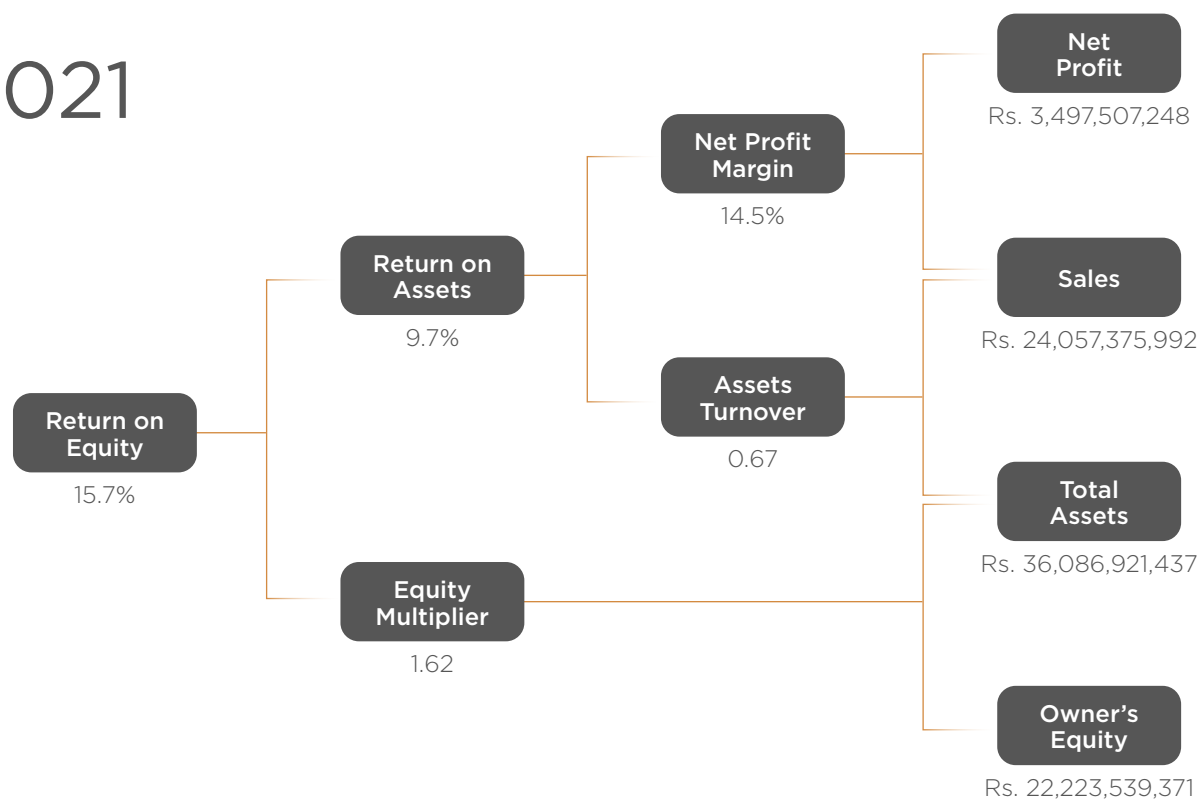 021
Net
Profit
Rs. 3,497,507,248
Net Profit
Margin
14.5%
Return on
Assets
9.7%
Sales
Rs. 24,057,375,992
Assets
Turnover
0.67
Return on
Equity
15.7%
Total
Assets
Rs. 36,086,921,437
Equity
Multiplier
1.62
Owner's
Equity
Rs. 22,223,539,371